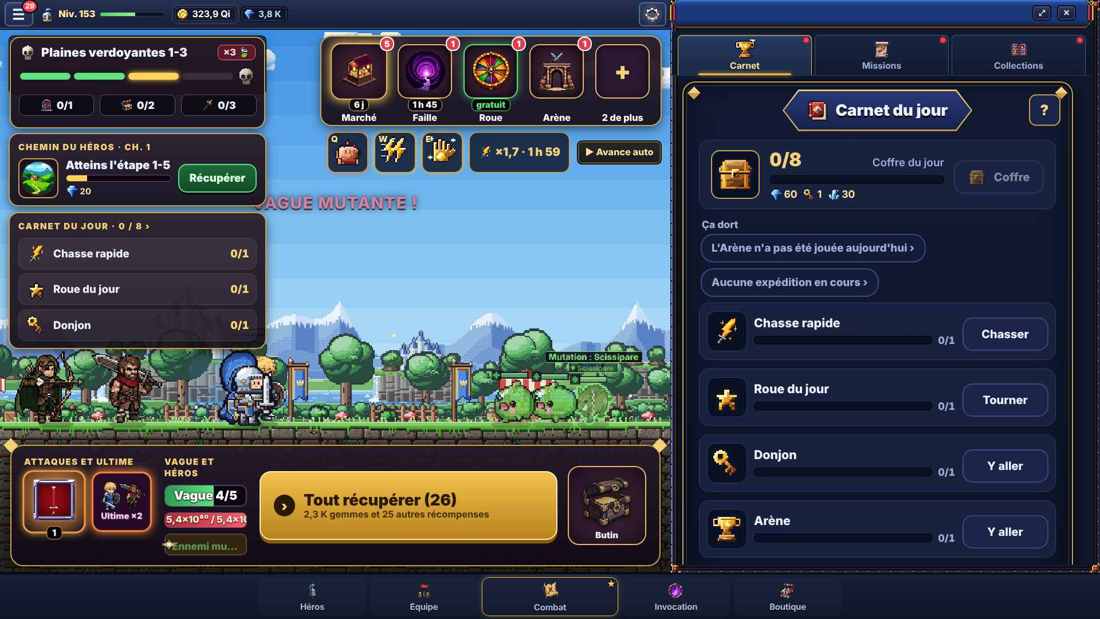 28
Niv. 153
323,9 Qi
3,8 K
Plaines verdoyantes 1-3
×3
0/1
0/2
0/3
CHEMIN DU HÉROS · CH. 1
Atteins l'étape 1-5
20
Récupérer
CARNET DU JOUR · 0 / 8 ›
Chasse rapide
0/1
Roue du jour
0/1
Donjon
0/1
5
1
1
1
6 j
1 h 45
gratuit
Marché
Faille
Roue
Arène
2 de plus
Q
W
×1,7 · 1 h 59
Avance auto
VAGUE MUTANTE !
Mutation : Scissipare
ATTAQUES ET ULTIME
1
Ultime ×2
VAGUE ET
HÉROS
Vague 4/5
Ennemi mu…
Tout récupérer (26)
2,3 K gemmes et 25 autres récompenses
Butin
Héros
Équipe
Combat
Invocation
Boutique
Carnet
Missions
Collections
Carnet du jour
?
0/8
Coffre du jour
60
1
30
Coffre
Ça dort
L'Arène n'a pas été jouée aujourd'hui ›
Aucune expédition en cours ›
Chasse rapide
0/1
Chasser
Roue du jour
0/1
Tourner
Donjon
0/1
Y aller
Arène
0/1
Y aller